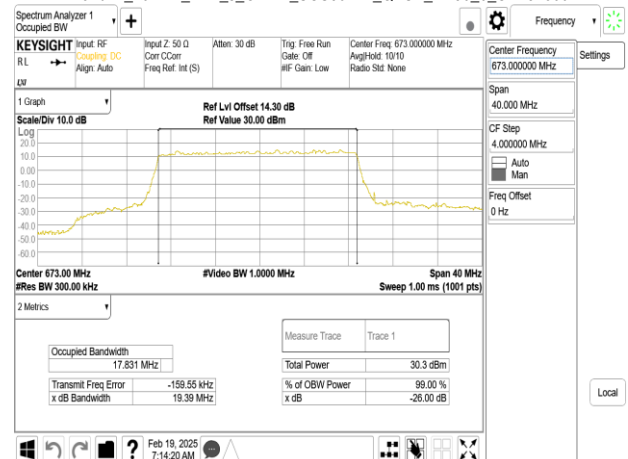 Spectrum Analyzer 1
Occupied BW
Frequency
KEYSIGHT
RL
Input: RF
Coupling: DC
Align: Auto
Input Z: 50 Ω
Corr CCorr
Freq Ref: Int (S)
Atten: 30 dB
Trig: Free Run
Gate: Off
#IF Gain: Low
Center Freq: 673.000000 MHz
Avg|Hold: 10/10
Radio Std: None
Center Frequency
673.000000 MHz
Settings
Span
40.000 MHz
CF Step
4.000000 MHz
Auto
Man
Freq Offset
0 Hz
Local
1 Graph
Scale/Div 10.0 dB
Ref Lvl Offset 14.30 dB
Ref Value 30.00 dBm
Log
20.0
10.0
0.00
-10.0
-20.0
-30.0
-40.0
-50.0
-60.0
Center 673.00 MHz
#Video BW 1.0000 MHz
Span 40 MHz
#Res BW 300.00 kHz
Sweep 1.00 ms (1001 pts)
2 Metrics
Measure Trace
Trace 1
Occupied Bandwidth
17.831 MHz
Total Power
30.3 dBm
Transmit Freq Error
-159.55 kHz
% of OBW Power
99.00 %
x dB Bandwidth
19.39 MHz
x dB
-26.00 dB
?
Feb 19, 2025
7:14:20 AM